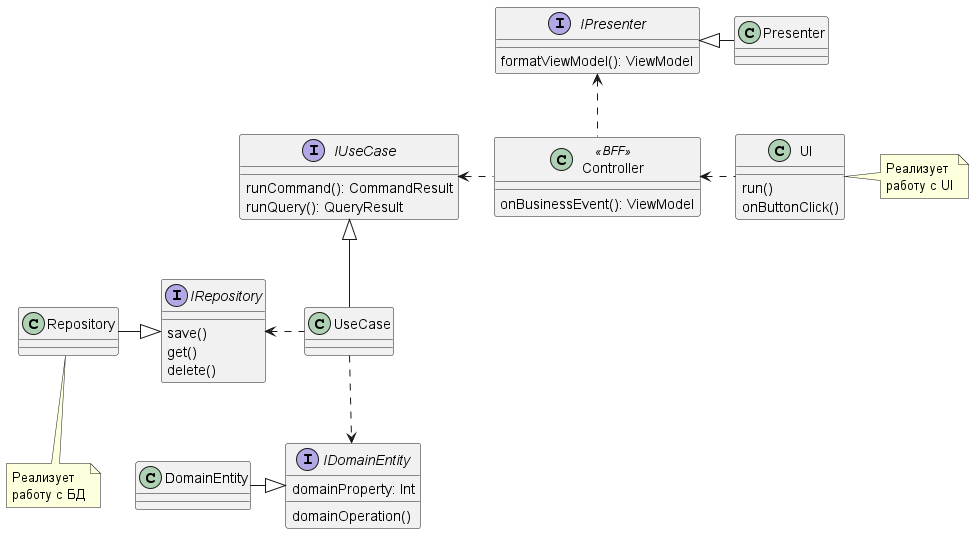 I IPresenter
formatViewModel(): ViewModel
C Presenter
I IUseCase
runCommand(): CommandResult
runQuery(): QueryResult
C «BFF»
Controller
onBusinessEvent(): ViewModel
C UI
run()
onButtonClick()
Реализует
работу с UI
C Repository
I IRepository
save()
get()
delete()
C UseCase
Реализует
работу с БД
C DomainEntity
I IDomainEntity
domainProperty: Int
domainOperation()